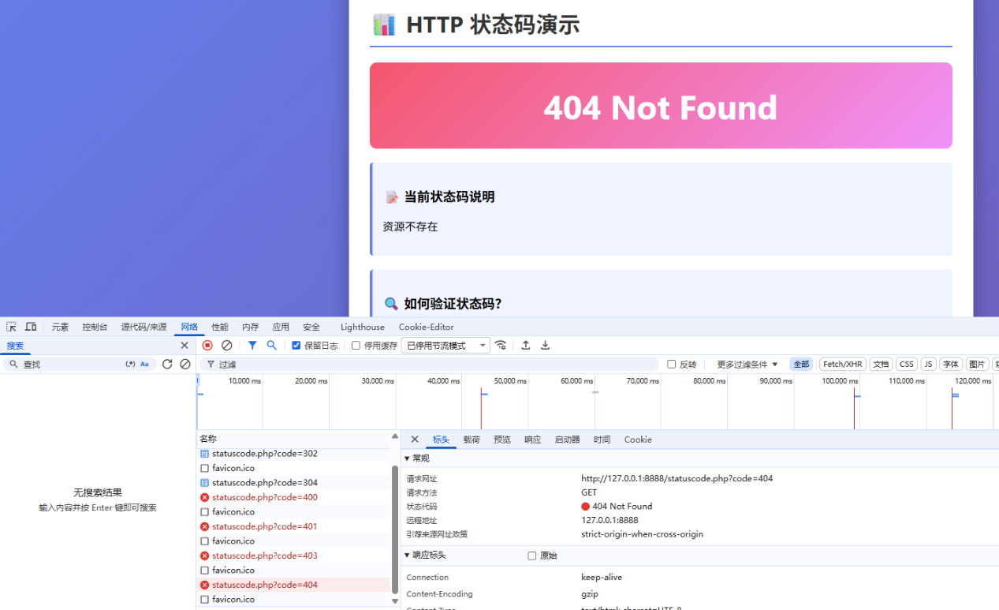 HTTP 状态码演示
404 Not Found
当前状态码说明
资源不存在
如何验证状态码？
元素 控制台 源代码/来源 网络 性能 内存 应用 安全 Lighthouse Cookie-Editor
搜索
保留日志 停用缓存 已停用节流模式
查找 (.*) Aa
过滤 反转 更多过滤条件 全部 Fetch/XHR 文档 CSS JS 字体 图片
10,000 ms 20,000 ms 30,000 ms 40,000 ms 50,000 ms 60,000 ms 70,000 ms 80,000 ms 90,000 ms 100,000 ms 110,000 ms 120,000 ms
无搜索结果
输入内容并按 Enter 键即可搜索
名称
statuscode.php?code=302
favicon.ico
statuscode.php?code=304
statuscode.php?code=400
favicon.ico
statuscode.php?code=401
favicon.ico
statuscode.php?code=403
favicon.ico
statuscode.php?code=404
favicon.ico
标头 载荷 预览 响应 启动器 时间 Cookie
常规
请求网址 http://127.0.0.1:8888/statuscode.php?code=404
请求方法 GET
状态代码 404 Not Found
远程地址 127.0.0.1:8888
引荐来源网址政策 strict-origin-when-cross-origin
响应标头 原始
Connection keep-alive
Content-Encoding gzip
Content-Type text/html; charset=UTF-8